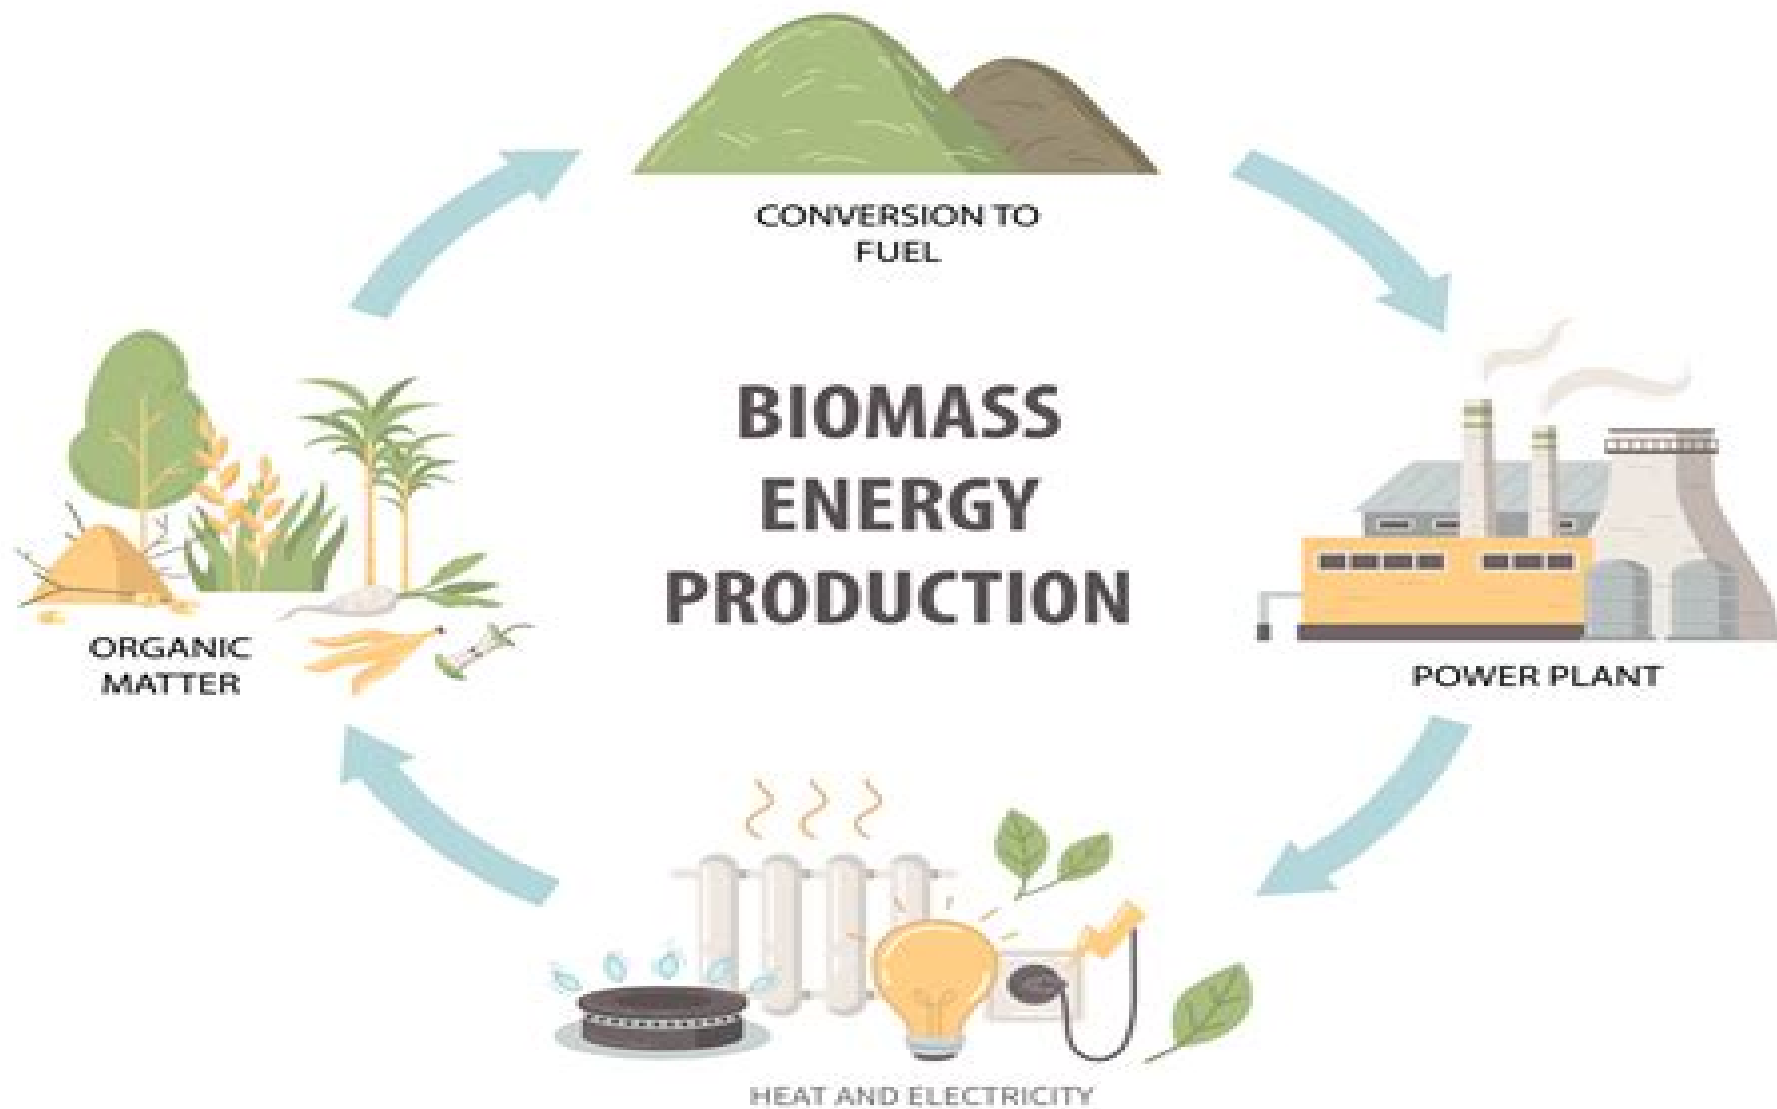 CONVERSION TO
FUEL
BIOMASS
ENERGY
PRODUCTION
ORGANIC
MATTER
POWER PLANT
HEAT AND ELECTRICITY